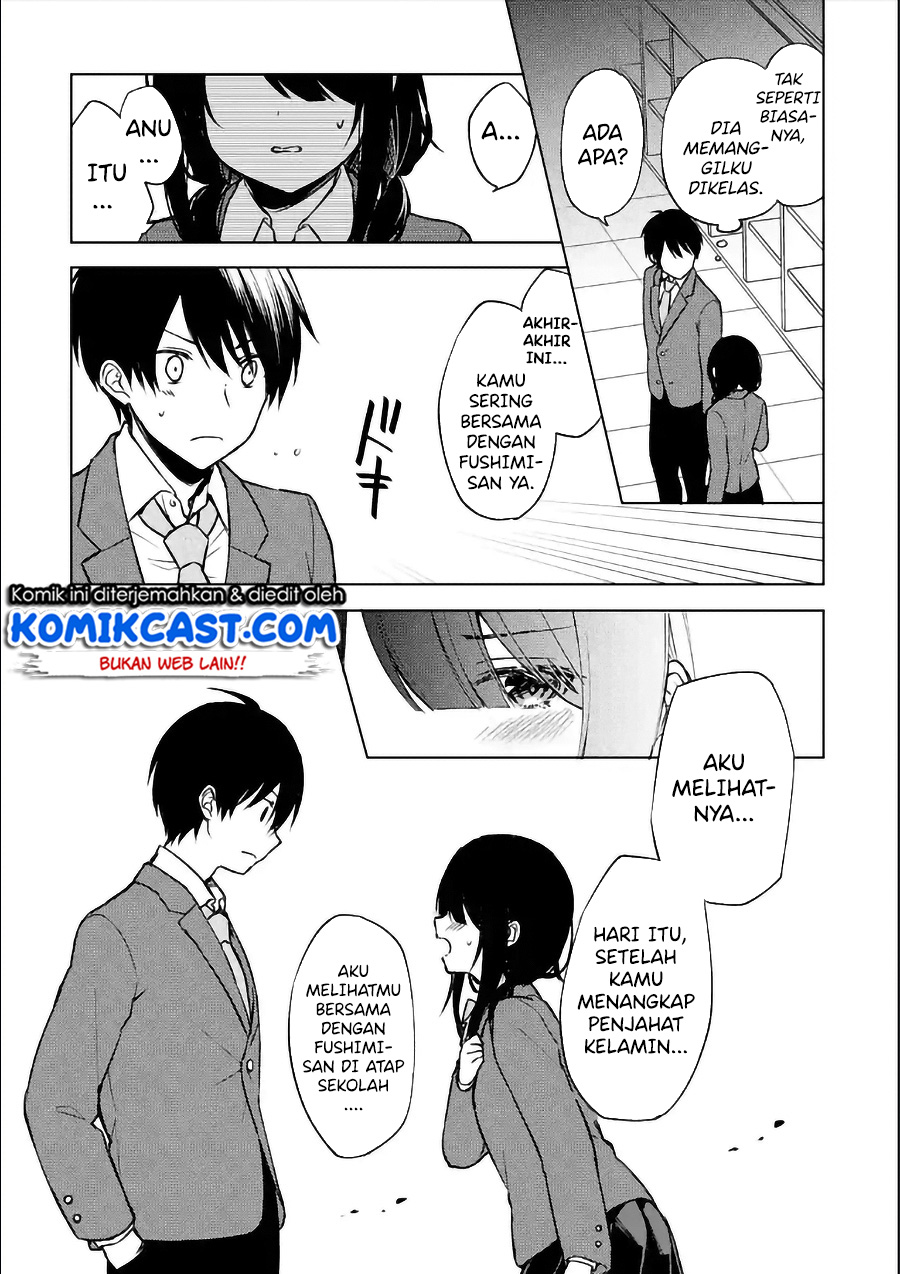 TAK
SEPERTI
BIASA-
NYA,
DIA
MEMANG-
GILKU
DIKELAS.
ADA
APA?
A...
ANU
...
ITU
...
AKHIR-
AKHIR
INI...
KAMU
SERING
BERSAMA
DENGAN
FUSHIMI-
SAN YA.
ドキ
Komik ini diterjemahkan & diedit oleh
KOMIKCAST.COM
BUKAN WEB LAIN!!
AKU
MELIHAT-
NYA...
HARI ITU,
SETELAH
KAMU
MENANGKAP
PENJAHAT
KELAMIN...
AKU
MELIHATMU
BERSAMA
DENGAN
FUSHIMI-
SAN DI ATAP
SEKOLAH
....